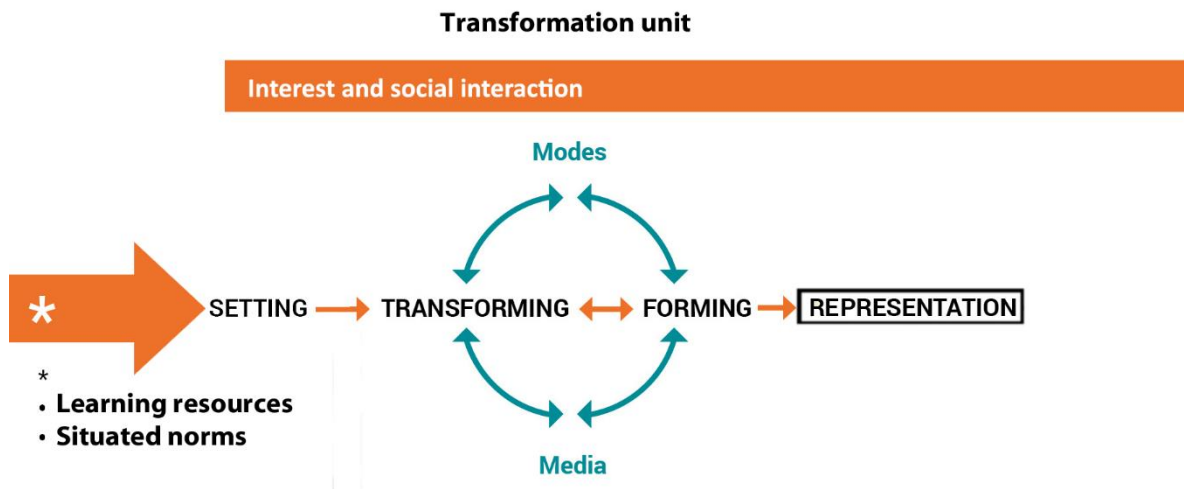 Transformation unit
Interest and social interaction
Modes
* SETTING TRANSFORMING FORMING REPRESENTATION
*
• Learning resources
• Situated norms
Media